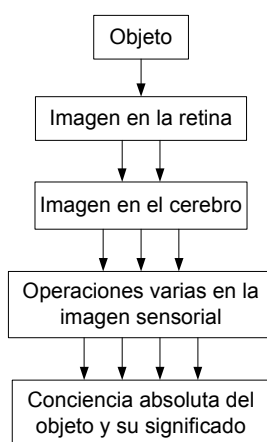 Objeto
Imagen en la retina
Imagen en el cerebro
Operaciones varias en la
imagen sensorial
Conciencia absoluta del
objeto y su significado